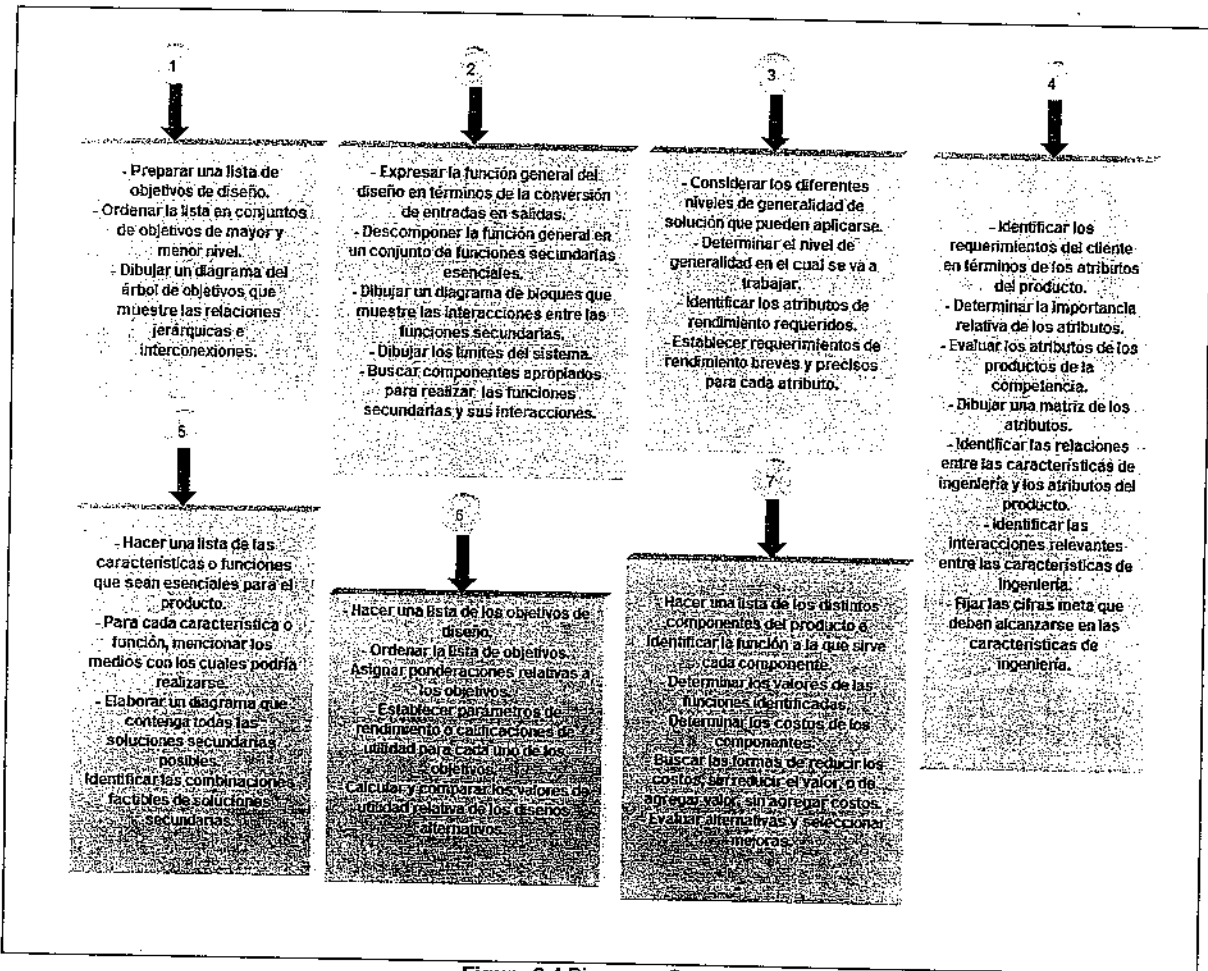 1
- Preparar una lista de
objetivos de diseño.
- Ordenar la lista en conjuntos
de objetivos de mayor y
menor nivel.
- Dibujar un diagrama del
árbol de objetivos que
muestre las relaciones
jerárquicas e
interconexiones.
2
- Expresar la función general del
diseño en términos de la conversión
de entradas en salidas.
- Descomponer la función general en
un conjunto de funciones secundarias
esenciales.
- Dibujar un diagrama de bloques que
muestre las interacciones entre las
funciones secundarias.
- Dibujar los límites del sistema.
- Buscar componentes apropiados
para realizar las funciones
secundarias y sus interacciones.
3
- Considerar los diferentes
niveles de generalidad de
solución que pueden aplicarse.
- Determinar el nivel de
generalidad en el cual se va a
trabajar.
- Identificar los atributos de
rendimiento requeridos.
- Establecer requerimientos de
rendimiento breves y precisos
para cada atributo.
4
- Identificar los
requerimientos del cliente
en términos de los atributos
del producto.
- Determinar la importancia
relativa de los atributos.
- Evaluar los atributos de los
productos de la
competencia.
- Dibujar una matriz de los
atributos.
- Identificar las relaciones
entre las características de
ingeniería y los atributos del
producto.
- Identificar las
interacciones relevantes
entre las características de
ingeniería.
- Fijar las cifras meta que
deben alcanzarse en las
características de
ingeniería.
5
- Hacer una lista de las
características o funciones
que sean esenciales para el
producto.
- Para cada característica o
función, mencionar los
medios con los cuales podría
realizarse.
- Elaborar un diagrama que
contenga todas las
soluciones secundarias
posibles.
Identificar las combinaciones
factibles de soluciones
secundarias.
6
- Hacer una lista de los objetivos de
diseño.
- Ordenar la lista de objetivos.
Asignar ponderaciones relativas a
los objetivos.
- Establecer parámetros de
rendimiento o calificaciones de
utilidad para cada uno de los
objetivos.
Calcular y comparar los valores de
utilidad relativa de los diseños
alternativos.
7
- Hacer una lista de los distintos
componentes del producto e
identificar la función a la que sirve
cada componente.
Determinar los valores de las
funciones identificadas.
Determinar los costos de los
componentes.
Buscar las formas de reducir los
costos, sin reducir el valor, o de
agregar valor, sin agregar costos.
- Evaluar alternativas y seleccionar
mejoras.